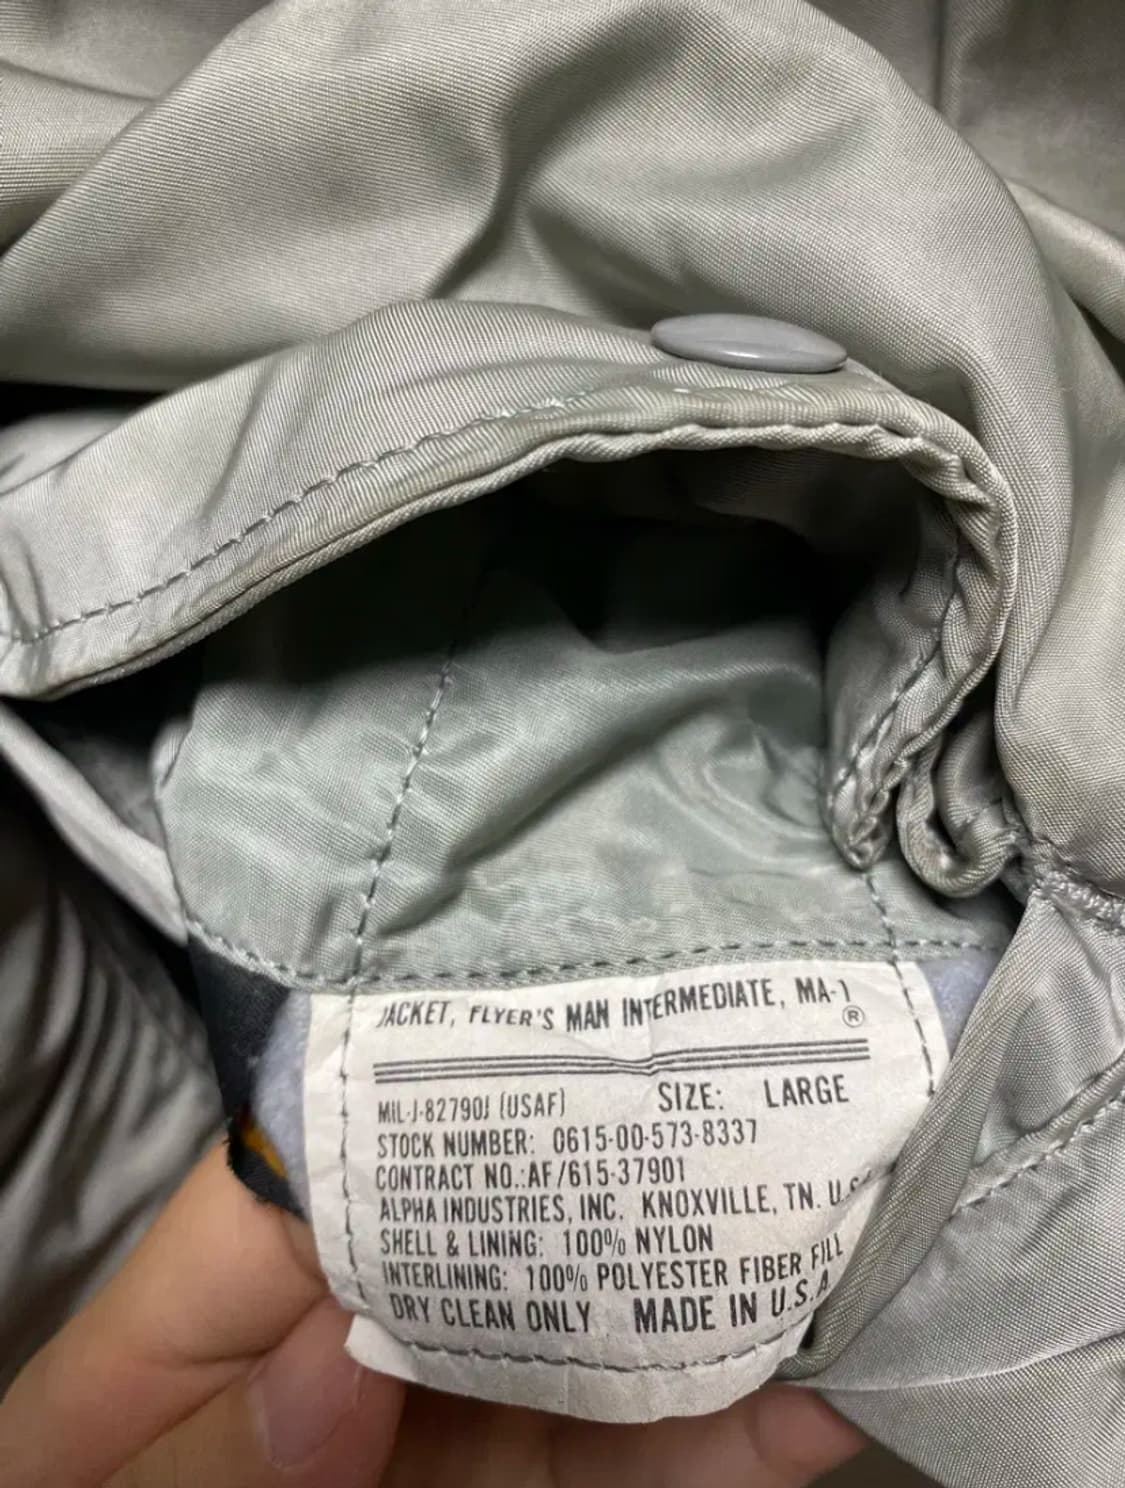 JACKET, FLYER'S MAN INTERMEDIATE, MA-1
®
MIL-J-82790J (USAF) SIZE: LARGE
STOCK NUMBER: 0615-00-573-8337
CONTRACT NO.:AF/615-37901
ALPHA INDUSTRIES, INC. KNOXVILLE, TN. U.S
SHELL & LINING: 100% NYLON
INTERLINING: 100% POLYESTER FIBER FILL
DRY CLEAN ONLY MADE IN U.S.A